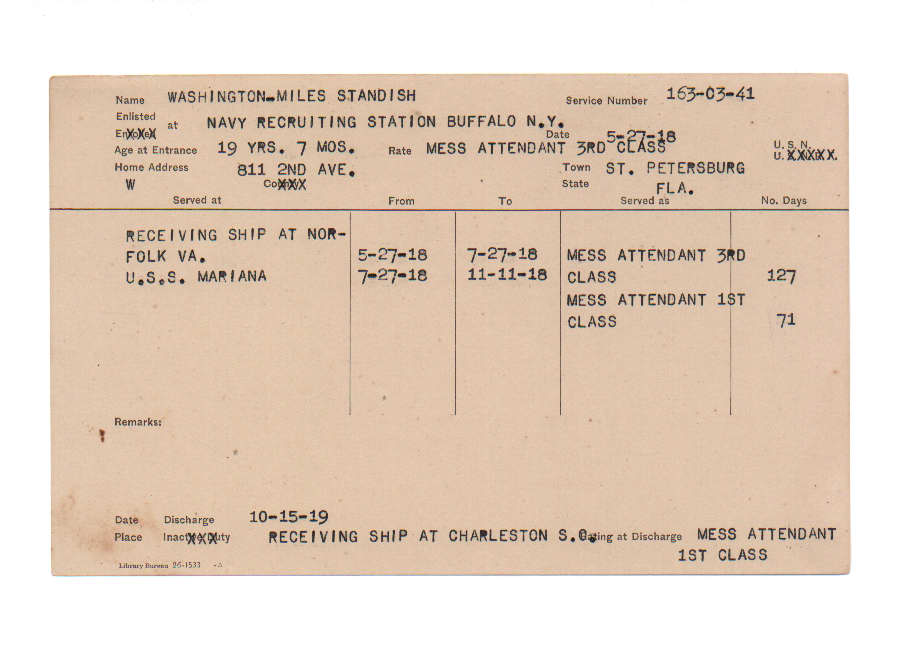 Name WASHINGTON-MILES STANDISH Service Number 163-03-41
Enlisted
Enrolled at NAVY RECRUITING STATION BUFFALO N.Y. Date 5-27-18
Age at Entrance 19 YRS. 7 MOS. Rate MESS ATTENDANT 3RD CLASS U. S. N.
Home Address 811 2ND AVE. Town ST. PETERSBURG
W State FLA.
Served at From To Served as No. Days
RECEIVING SHIP AT NOR-
FOLK VA. 5-27-18 7-27-18 MESS ATTENDANT 3RD
U.S.S. MARIANA 7-27-18 11-11-18 CLASS 127
MESS ATTENDANT 1ST
CLASS 71
Remarks:
Date Discharge 10-15-19
Place Inactive Duty RECEIVING SHIP AT CHARLESTON S.C. Rating at Discharge MESS ATTENDANT
1ST CLASS
Library Bureau 26-1533